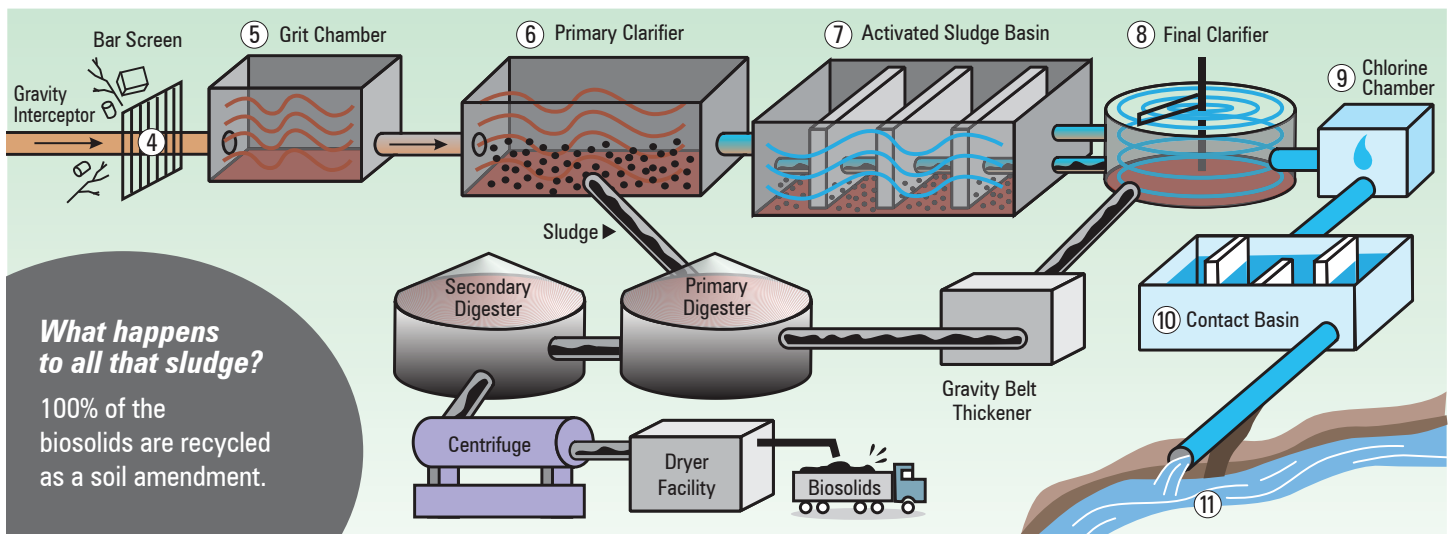 Bar Screen
Gravity
Interceptor
4
5 Grit Chamber
6 Primary Clarifier
7 Activated Sludge Basin
8 Final Clarifier
9 Chlorine
Chamber
Sludge ▶
Secondary
Digester
Primary
Digester
Gravity Belt
Thickener
10 Contact Basin
11
Centrifuge
Dryer
Facility
Biosolids
What happens
to all that sludge?
100% of the
biosolids are recycled
as a soil amendment.